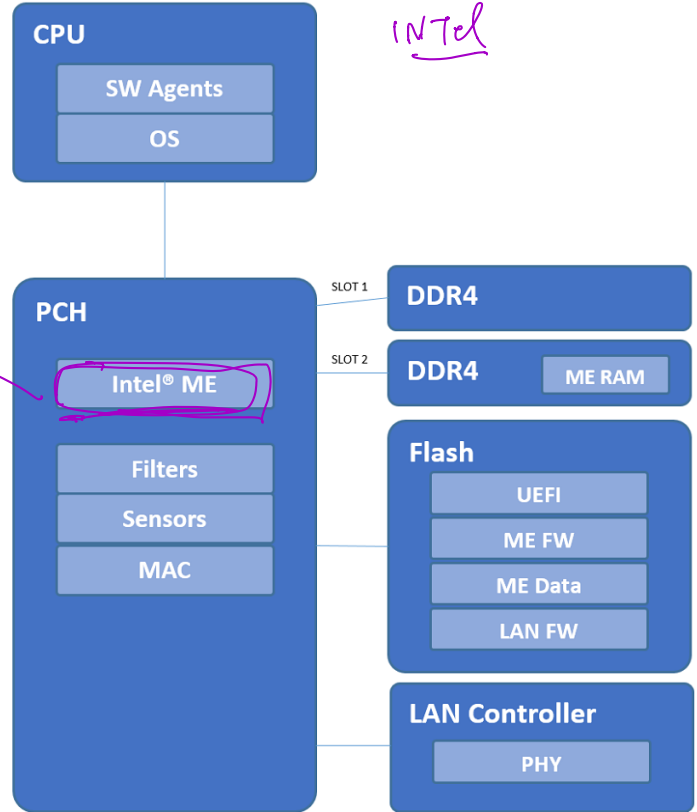 INTel
CPU
SW Agents
OS
PCH
Intel® ME
Filters
Sensors
MAC
SLOT 1
DDR4
SLOT 2
DDR4
ME RAM
Flash
UEFI
ME FW
ME Data
LAN FW
LAN Controller
PHY